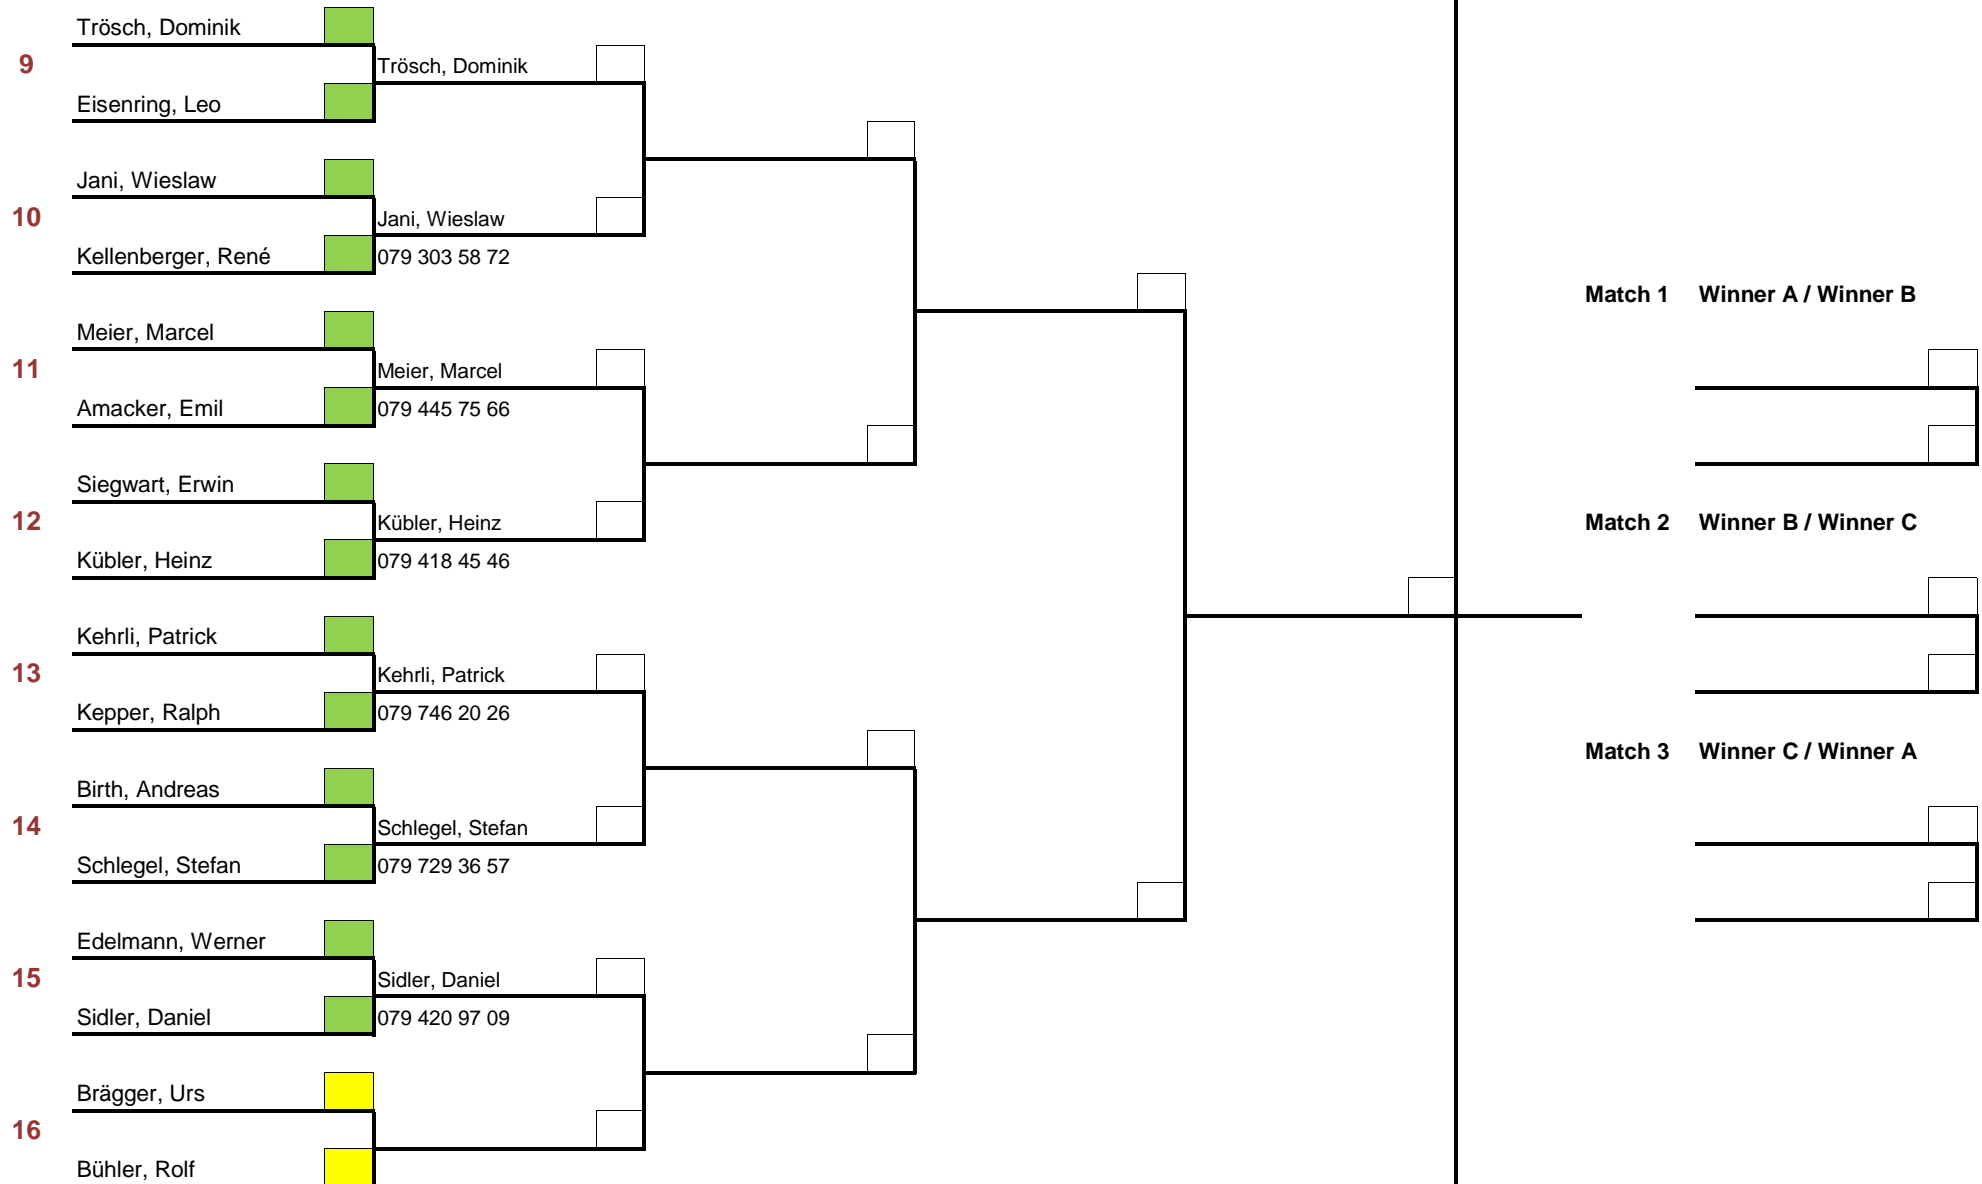 Trösch, Dominik
9
Trösch, Dominik
Eisenring, Leo
Jani, Wieslaw
10
Jani, Wieslaw
Kellenberger, René
079 303 58 72
Meier, Marcel
11
Meier, Marcel
Amacker, Emil
079 445 75 66
Siegwart, Erwin
12
Kübler, Heinz
Kübler, Heinz
079 418 45 46
Kehrli, Patrick
13
Kehrli, Patrick
Kepper, Ralph
079 746 20 26
Birth, Andreas
14
Schlegel, Stefan
Schlegel, Stefan
079 729 36 57
Edelmann, Werner
15
Sidler, Daniel
Sidler, Daniel
079 420 97 09
Brägger, Urs
16
Bühler, Rolf
Match 1 Winner A / Winner B
Match 2 Winner B / Winner C
Match 3 Winner C / Winner A